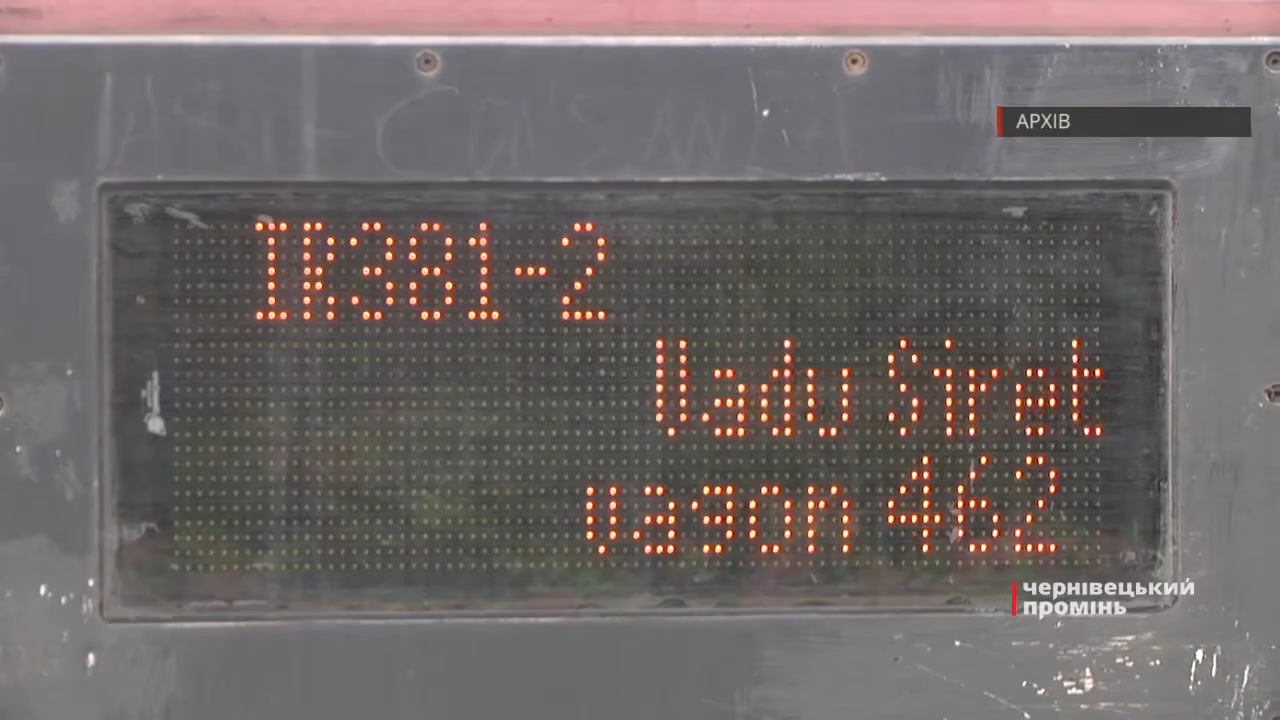 АРХІВ
IR381-2
Vadu Siret
vagon 462
чернівецький
промінь